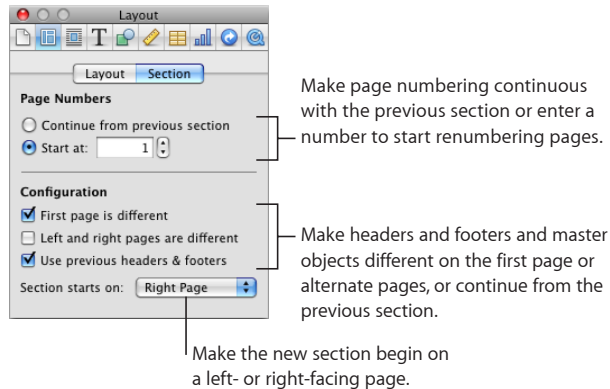 Layout
T
Layout Section
Page Numbers
Continue from previous section
Start at: 1
Configuration
First page is different
Left and right pages are different
Use previous headers & footers
Section starts on: Right Page
Make page numbering continuous
with the previous section or enter a
number to start renumbering pages.
Make headers and footers and master
objects different on the first page or
alternate pages, or continue from the
previous section.
Make the new section begin on
a left- or right-facing page.